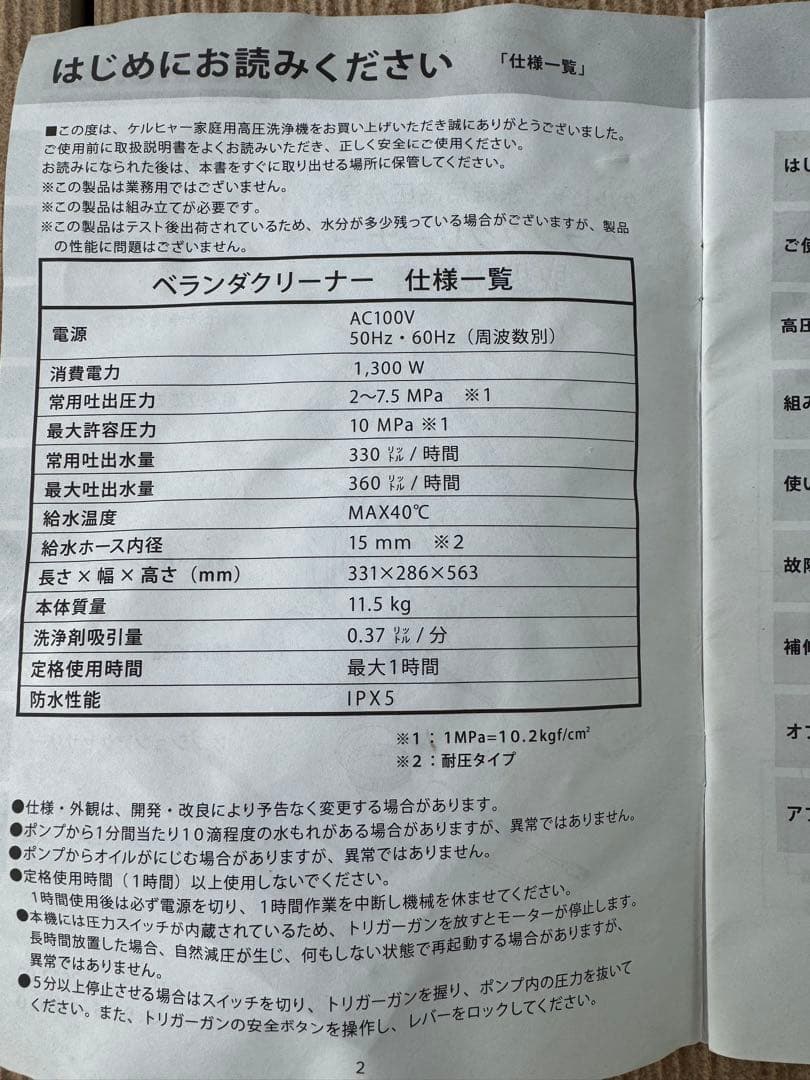 はじめにお読みください 「仕様一覧」
■この度は、ケルヒャー家庭用高圧洗浄機をお買い上げいただき誠にありがとうございました。
ご使用前に取扱説明書をよくお読みいただき、正しく安全にご使用ください。
お読みになられた後は、本書をすぐに取り出せる場所に保管してください。
※この製品は業務用ではございません。
※この製品は組み立てが必要です。
※この製品はテスト後出荷されているため、水分が多少残っている場合がございますが、製品
の性能に問題はございません。
ベランダクリーナー 仕様一覧
電源 AC100V
50Hz・60Hz（周波数別）
消費電力 1,300 W
常用吐出圧力 2〜7.5 MPa ※1
最大許容圧力 10 MPa ※1
常用吐出水量 330 ㍑/時間
最大吐出水量 360 ㍑/時間
給水温度 MAX40℃
給水ホース内径 15 mm ※2
長さ×幅×高さ（mm） 331×286×563
本体質量 11.5 kg
洗浄剤吸引量 0.37 ㍑/分
定格使用時間 最大1時間
防水性能 IPX5
※1：1MPa=10.2kgf/cm²
※2：耐圧タイプ
●仕様・外観は、開発・改良により予告なく変更する場合があります。
●ポンプから1分間当たり10滴程度の水もれがある場合がありますが、異常ではありません。
●ポンプからオイルがにじむ場合がありますが、異常ではありません。
●定格使用時間（1時間）以上使用しないでください。
1時間使用後は必ず電源を切り、1時間作業を中断し機械を休ませてください。
●本機には圧力スイッチが内蔵されているため、トリガーガンを放すとモーターが停止します。
長時間放置した場合、自然減圧が生じ、何もしない状態で再起動する場合がありますが、
異常ではありません。
●5分以上停止させる場合はスイッチを切り、トリガーガンを握り、ポンプ内の圧力を抜いて
ください。また、トリガーガンの安全ボタンを操作し、レバーをロックしてください。
2
はし
ご使
高圧
組み
使い
故障
補修
オプ
アフ